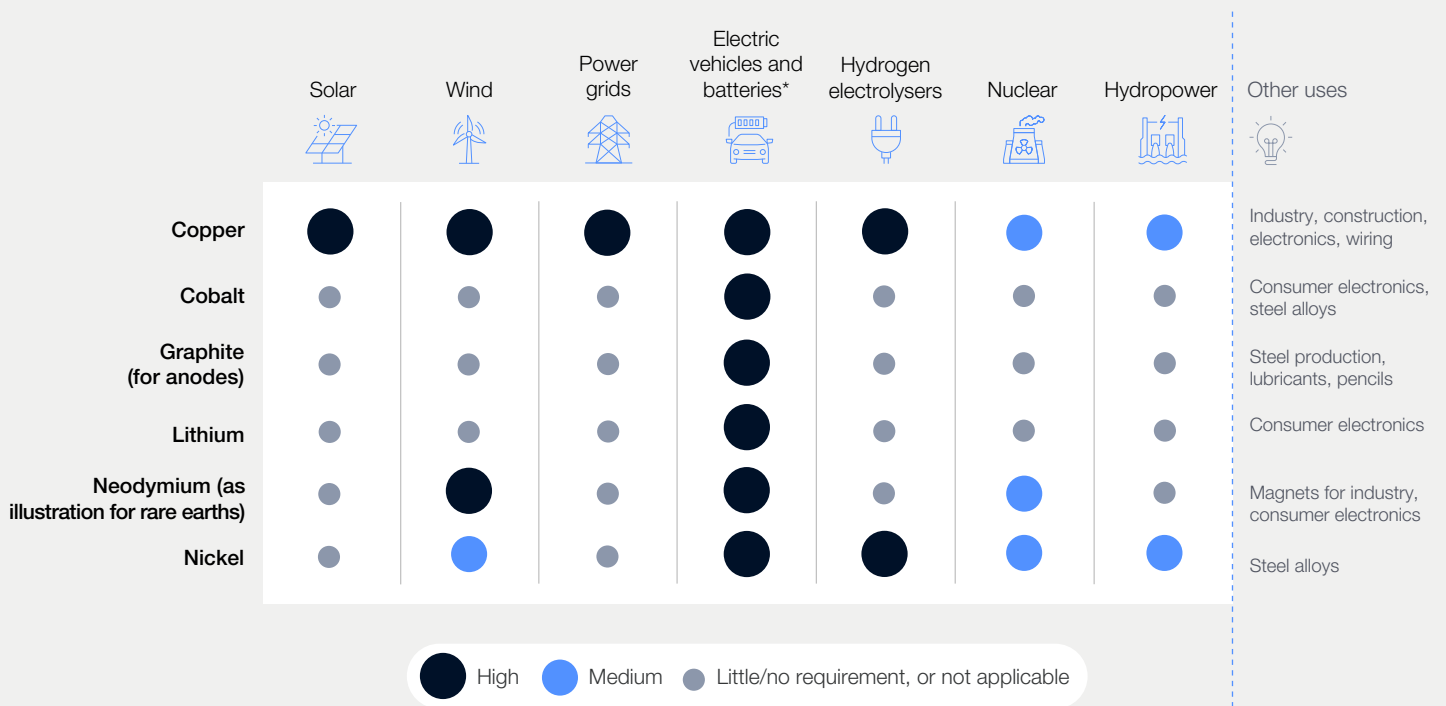 Solar
Wind
Power
grids
Electric
vehicles and
batteries*
Hydrogen
electrolysers
Nuclear
Hydropower
Other uses
Copper
Industry, construction,
electronics, wiring
Cobalt
Consumer electronics,
steel alloys
Graphite
(for anodes)
Steel production,
lubricants, pencils
Lithium
Consumer electronics
Neodymium (as
illustration for rare earths)
Magnets for industry,
consumer electronics
Nickel
Steel alloys
High
Medium
Little/no requirement, or not applicable